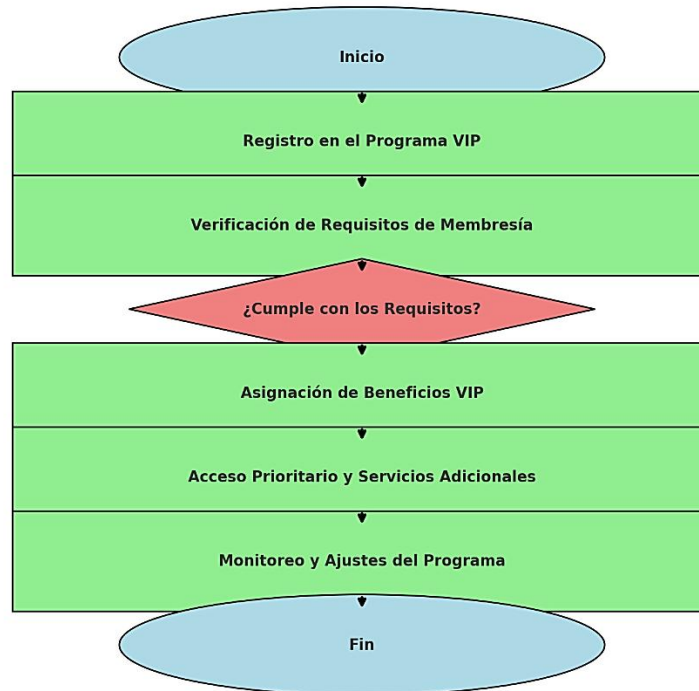 Inicio
Registro en el Programa VIP
Verificación de Requisitos de Membresía
¿Cumple con los Requisitos?
Asignación de Beneficios VIP
Acceso Prioritario y Servicios Adicionales
Monitoreo y Ajustes del Programa
Fin